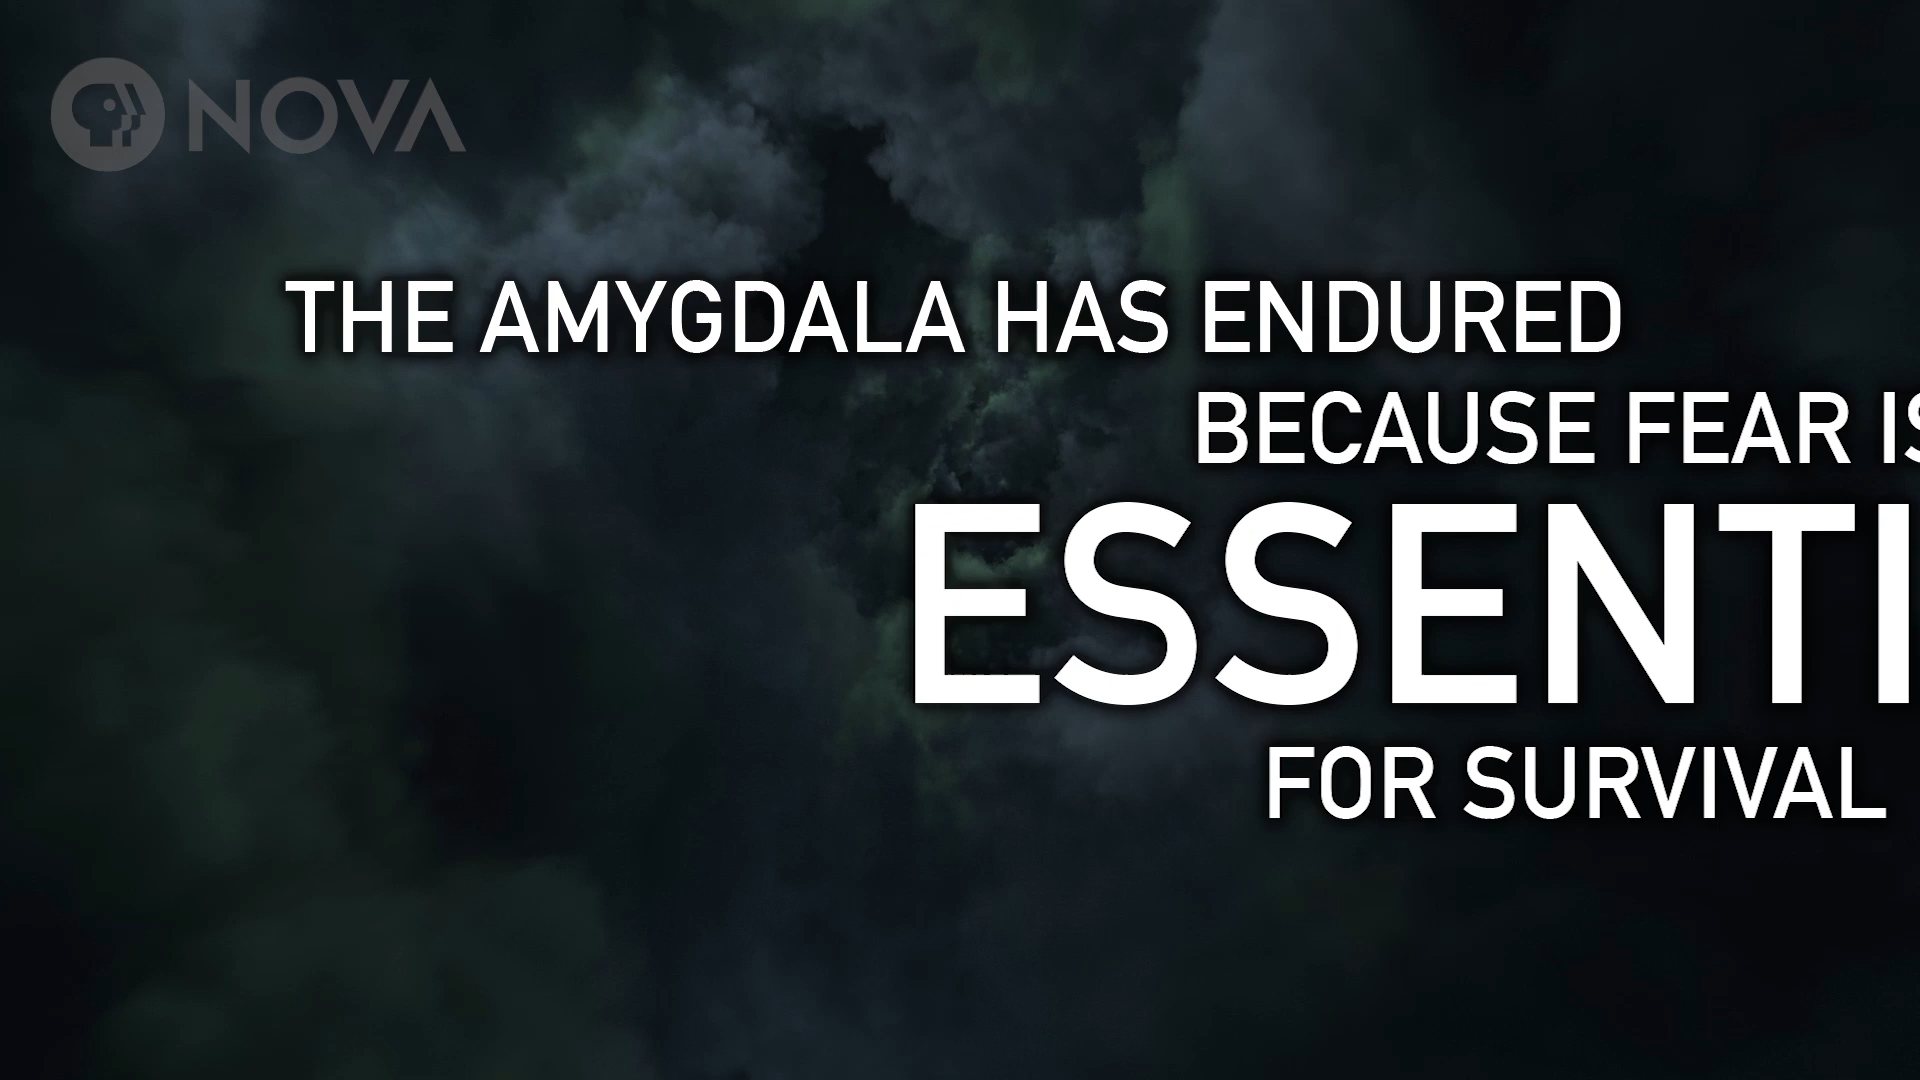 NOVA
THE AMYGDALA HAS ENDURED
BECAUSE FEAR IS
ESSENTI
FOR SURVIVAL